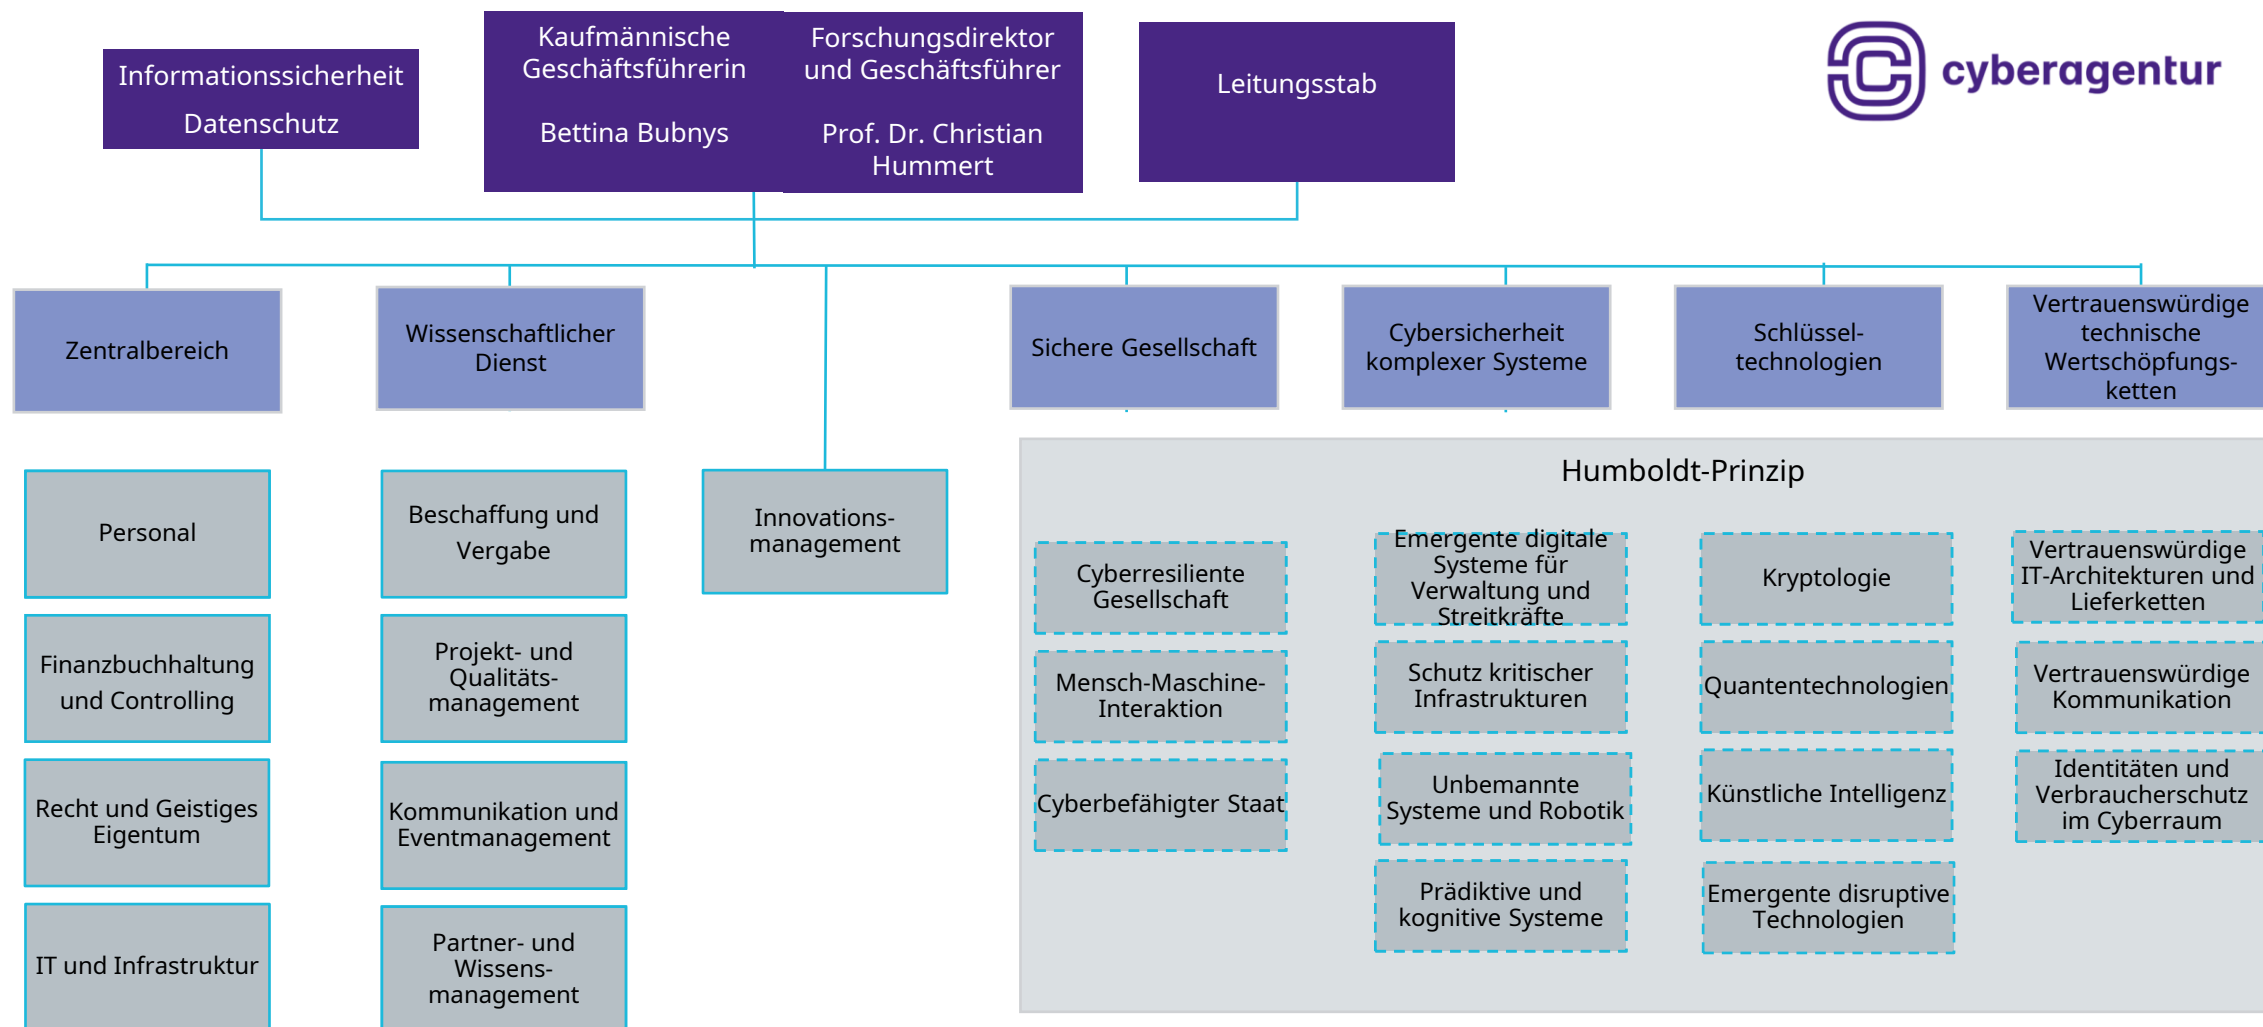 Informationssicherheit
Datenschutz
Kaufmännische
Geschäftsführerin
Bettina Bubnys
Forschungsdirektor
und Geschäftsführer
Prof. Dr. Christian
Hummert
Leitungsstab
cyberagentur
Zentralbereich
Wissenschaftlicher
Dienst
Sichere Gesellschaft
Cybersicherheit
komplexer Systeme
Schlüssel-
technologien
Vertrauenswürdige
technische
Wertschöpfungs-
ketten
Personal
Finanzbuchhaltung
und Controlling
Recht und Geistiges
Eigentum
IT und Infrastruktur
Beschaffung und
Vergabe
Projekt- und
Qualitäts-
management
Kommunikation und
Eventmanagement
Partner- und
Wissens-
management
Innovations-
management
Humboldt-Prinzip
Cyberresiliente
Gesellschaft
Mensch-Maschine-
Interaktion
Cyberbefähigter Staat
Emergente digitale
Systeme für
Verwaltung und
Streitkräfte
Schutz kritischer
Infrastrukturen
Unbemannte
Systeme und Robotik
Prädiktive und
kognitive Systeme
Kryptologie
Quantentechnologien
Künstliche Intelligenz
Emergente disruptive
Technologien
Vertrauenswürdige
IT-Architekturen und
Lieferketten
Vertrauenswürdige
Kommunikation
Identitäten und
Verbraucherschutz
im Cyberraum